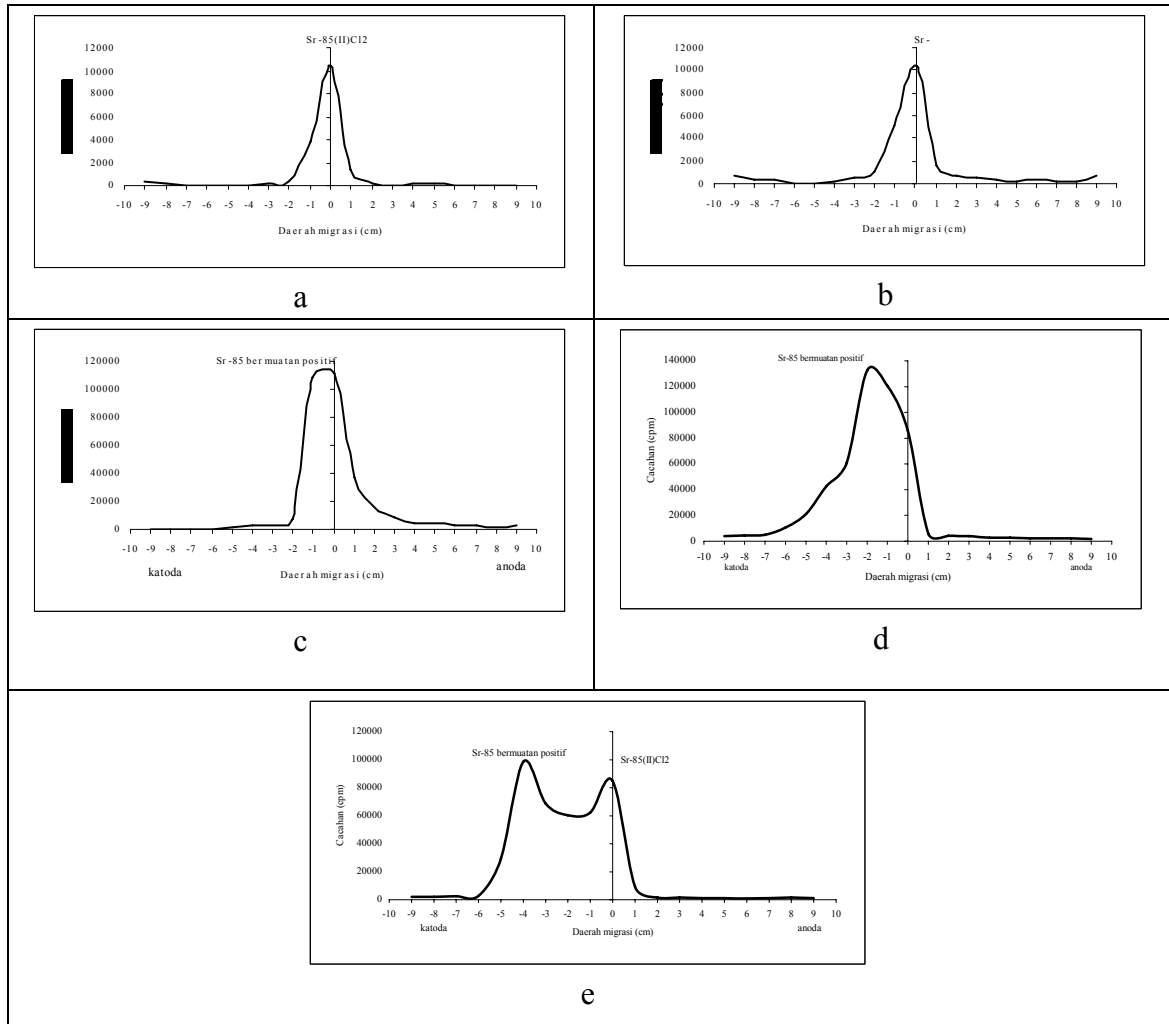 Sr-85(II)Cl2
12000
10000
8000
6000
4000
2000
0
-10 -9 -8 -7 -6 -5 -4 -3 -2 -1 0 1 2 3 4 5 6 7 8 9 10
Daerah migrasi (cm)
a
Sr-
12000
10000
8000
6000
4000
2000
0
-10 -9 -8 -7 -6 -5 -4 -3 -2 -1 0 1 2 3 4 5 6 7 8 9 10
Daerah migrasi (cm)
b
Sr-85 bermuatan positif
120000
100000
80000
60000
40000
20000
0
-10 -9 -8 -7 -6 -5 -4 -3 -2 -1 0 1 2 3 4 5 6 7 8 9 10
katoda Daerah migrasi (cm) anoda
c
Sr-85 bermuatan positif
140000
120000
100000
80000
60000
40000
20000
0
Cacahan (cpm)
-10 -9 -8 -7 -6 -5 -4 -3 -2 -1 0 1 2 3 4 5 6 7 8 9 10
katoda Daerah migrasi (cm) anoda
d
120000
100000
80000
60000
40000
20000
0
Cacahan (cpm)
Sr-85 bermuatan positif
Sr-85(II)Cl2
-10 -9 -8 -7 -6 -5 -4 -3 -2 -1 0 1 2 3 4 5 6 7 8 9 10
katoda Daerah migrasi (cm) anoda
e